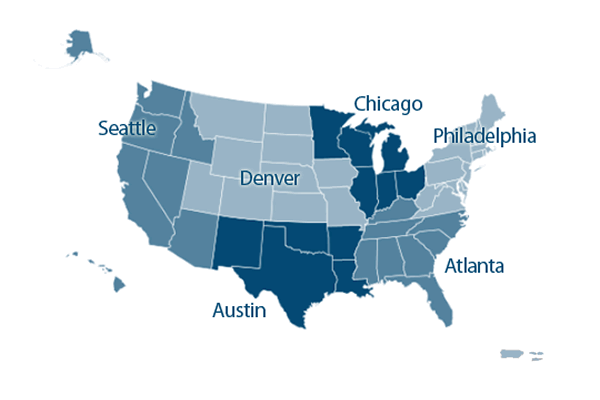 Chicago
Seattle
Philadelphia
Denver
Atlanta
Austin